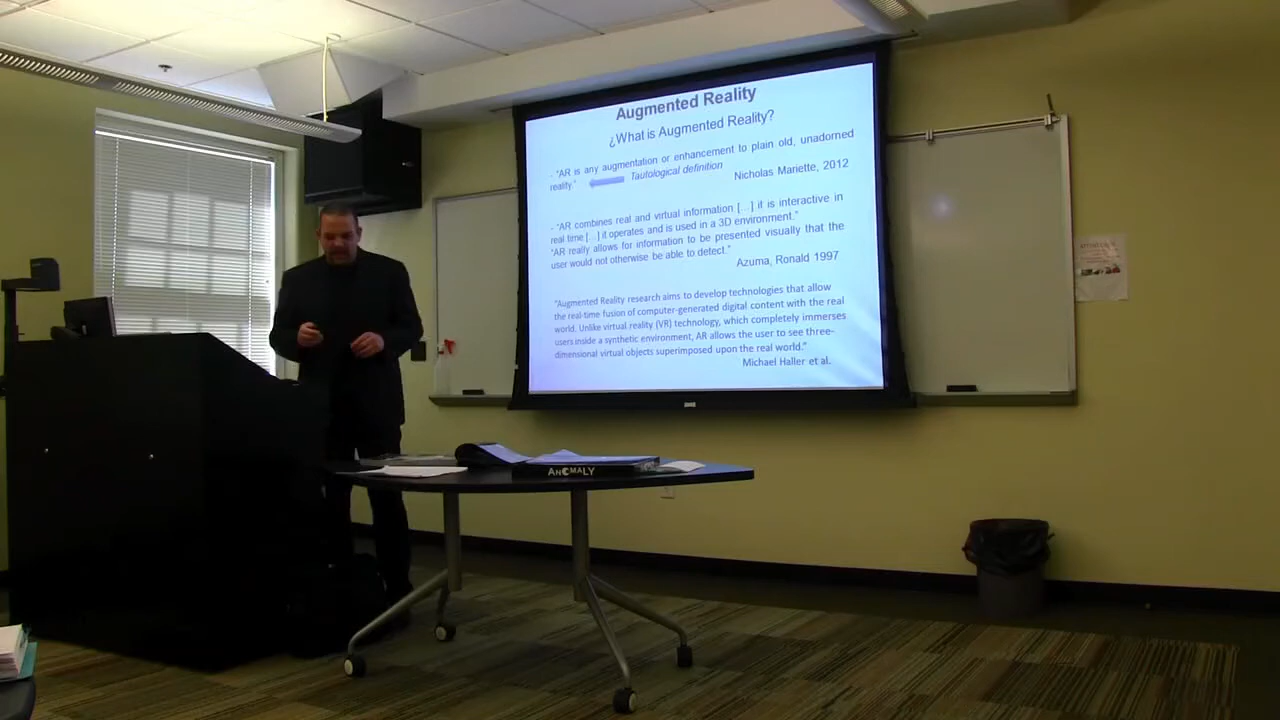 Augmented Reality
¿What is Augmented Reality?
- "AR is any augmentation or enhancement to plain old, unadorned
reality." Tautological definition
Nicholas Mariette, 2012
- "AR combines real and virtual information [...] it is interactive in
real time [...] it operates and is used in a 3D environment."
"AR really allows for information to be presented visually that the
user would not otherwise be able to detect."
Azuma, Ronald 1997
"Augmented Reality research aims to develop technologies that allow
the real-time fusion of computer-generated digital content with the real
world. Unlike virtual reality (VR) technology, which completely immerses
users inside a synthetic environment, AR allows the user to see three-
dimensional virtual objects superimposed upon the real world."
Michael Haller et al.
ANOMALY